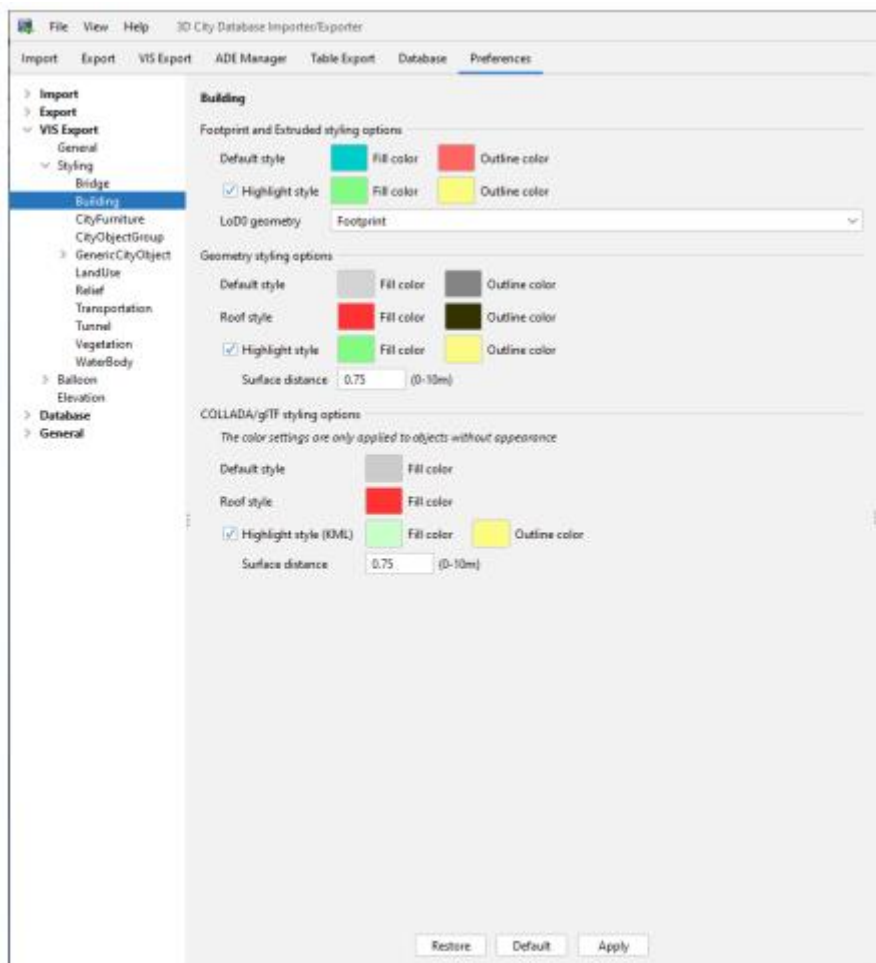 File View Help 3D City Database Importer/Exporter
Import Export VIS Export ADE Manager Table Export Database Preferences
Import
Export
VIS Export
General
Styling
Bridge
Building
CityFurniture
CityObjectGroup
GenericCityObject
LandUse
Relief
Transportation
Tunnel
Vegetation
WaterBody
Balloon
Elevation
Database
General
Building
Footprint and Extruded styling options
Default style Fill color Outline color
Highlight style Fill color Outline color
LoD0 geometry Footprint
Geometry styling options
Default style Fill color Outline color
Roof style Fill color Outline color
Highlight style Fill color Outline color
Surface distance 0.75 (0-10m)
COLLADA/glTF styling options
The color settings are only applied to objects without appearance
Default style Fill color
Roof style Fill color
Highlight style (KML) Fill color Outline color
Surface distance 0.75 (0-10m)
Restore Default Apply